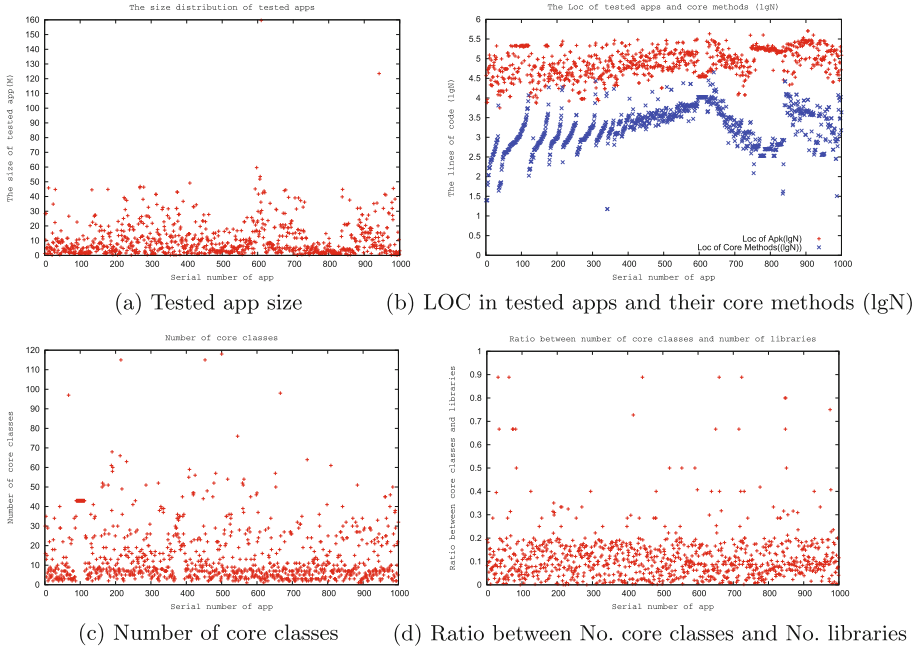 The size distribution of tested apps
The size of tested app(M)
160
150
140
130
120
110
100
90
80
70
60
50
40
30
20
10
0
0 100 200 300 400 500 600 700 800 900 1000
Serial number of app
(a) Tested app size
The Loc of tested apps and core methods (lgN)
The lines of code (lgN)
6
5.5
5
4.5
4
3.5
3
2.5
2
1.5
1
0.5
0
Loc of Apk(lgN)
Loc of Core Methods((lgN))
0 100 200 300 400 500 600 700 800 900 1000
Serial number of app
(b) LOC in tested apps and their core methods (lgN)
Number of core classes
Number of core classes
120
110
100
90
80
70
60
50
40
30
20
10
0
0 100 200 300 400 500 600 700 800 900 1000
Serial number of app
(c) Number of core classes
Ratio between number of core classes and number of libraries
Ratio between core classes and libraries
1
0.9
0.8
0.7
0.6
0.5
0.4
0.3
0.2
0.1
0
0 100 200 300 400 500 600 700 800 900 1000
Serial number of app
(d) Ratio between No. core classes and No. libraries